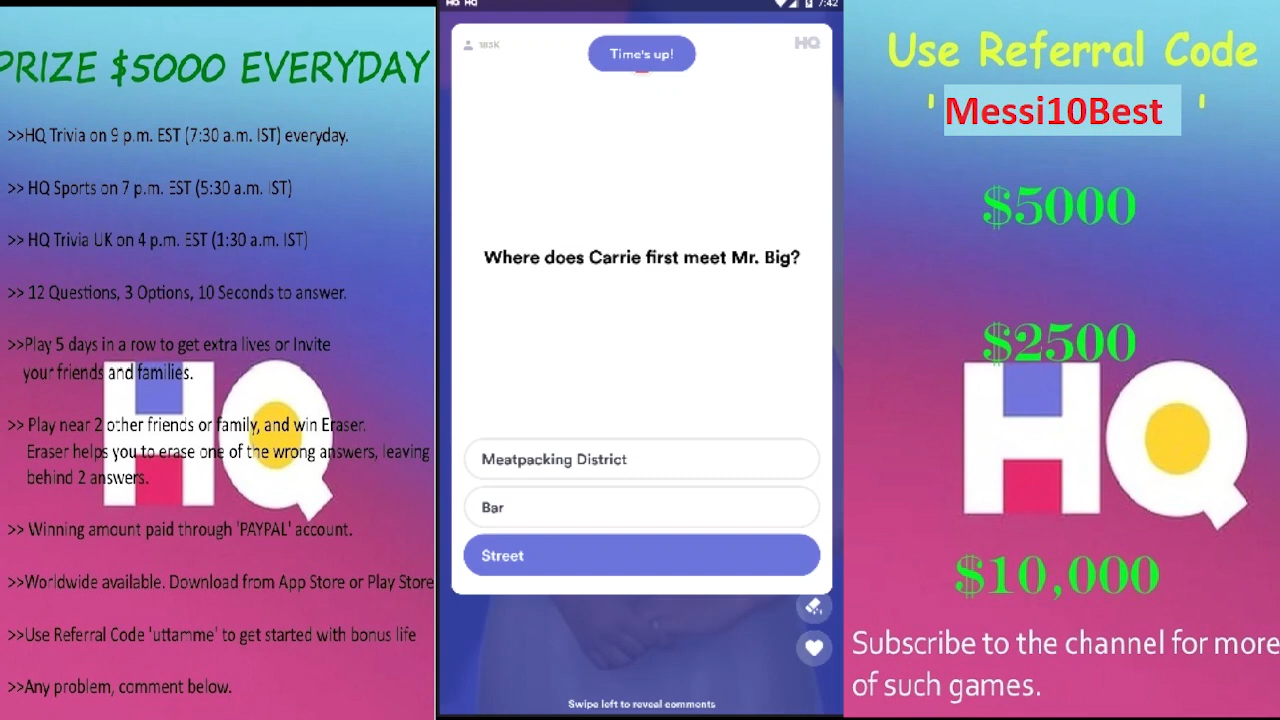 PRIZE $5000 EVERYDAY
>>HQ Trivia on 9 p.m. EST (7:30 a.m. IST) everyday.
>> HQ Sports on 7 p.m. EST (5:30 a.m. IST)
>> HQ Trivia UK on 4 p.m. EST (1:30 a.m. IST)
>> 12 Questions, 3 Options, 10 Seconds to answer.
>>Play 5 days in a row to get extra lives or Invite
your friends and families.
>> Play near 2 other friends or family, and win Eraser.
Eraser helps you to erase one of the wrong answers, leaving
behind 2 answers.
>> Winning amount paid through 'PAYPAL' account.
>>Worldwide available. Download from App Store or Play Store
>>Use Referral Code 'uttamme' to get started with bonus life
>>Any problem, comment below.
HQ
HQ HQ
7:42
183K
Time's up!
HQ
Where does Carrie first meet Mr. Big?
Meatpacking District
Bar
Street
Swipe left to reveal comments
Use Referral Code
' Messi10Best '
$5000
$2500
HQ
$10,000
Subscribe to the channel for more
of such games.